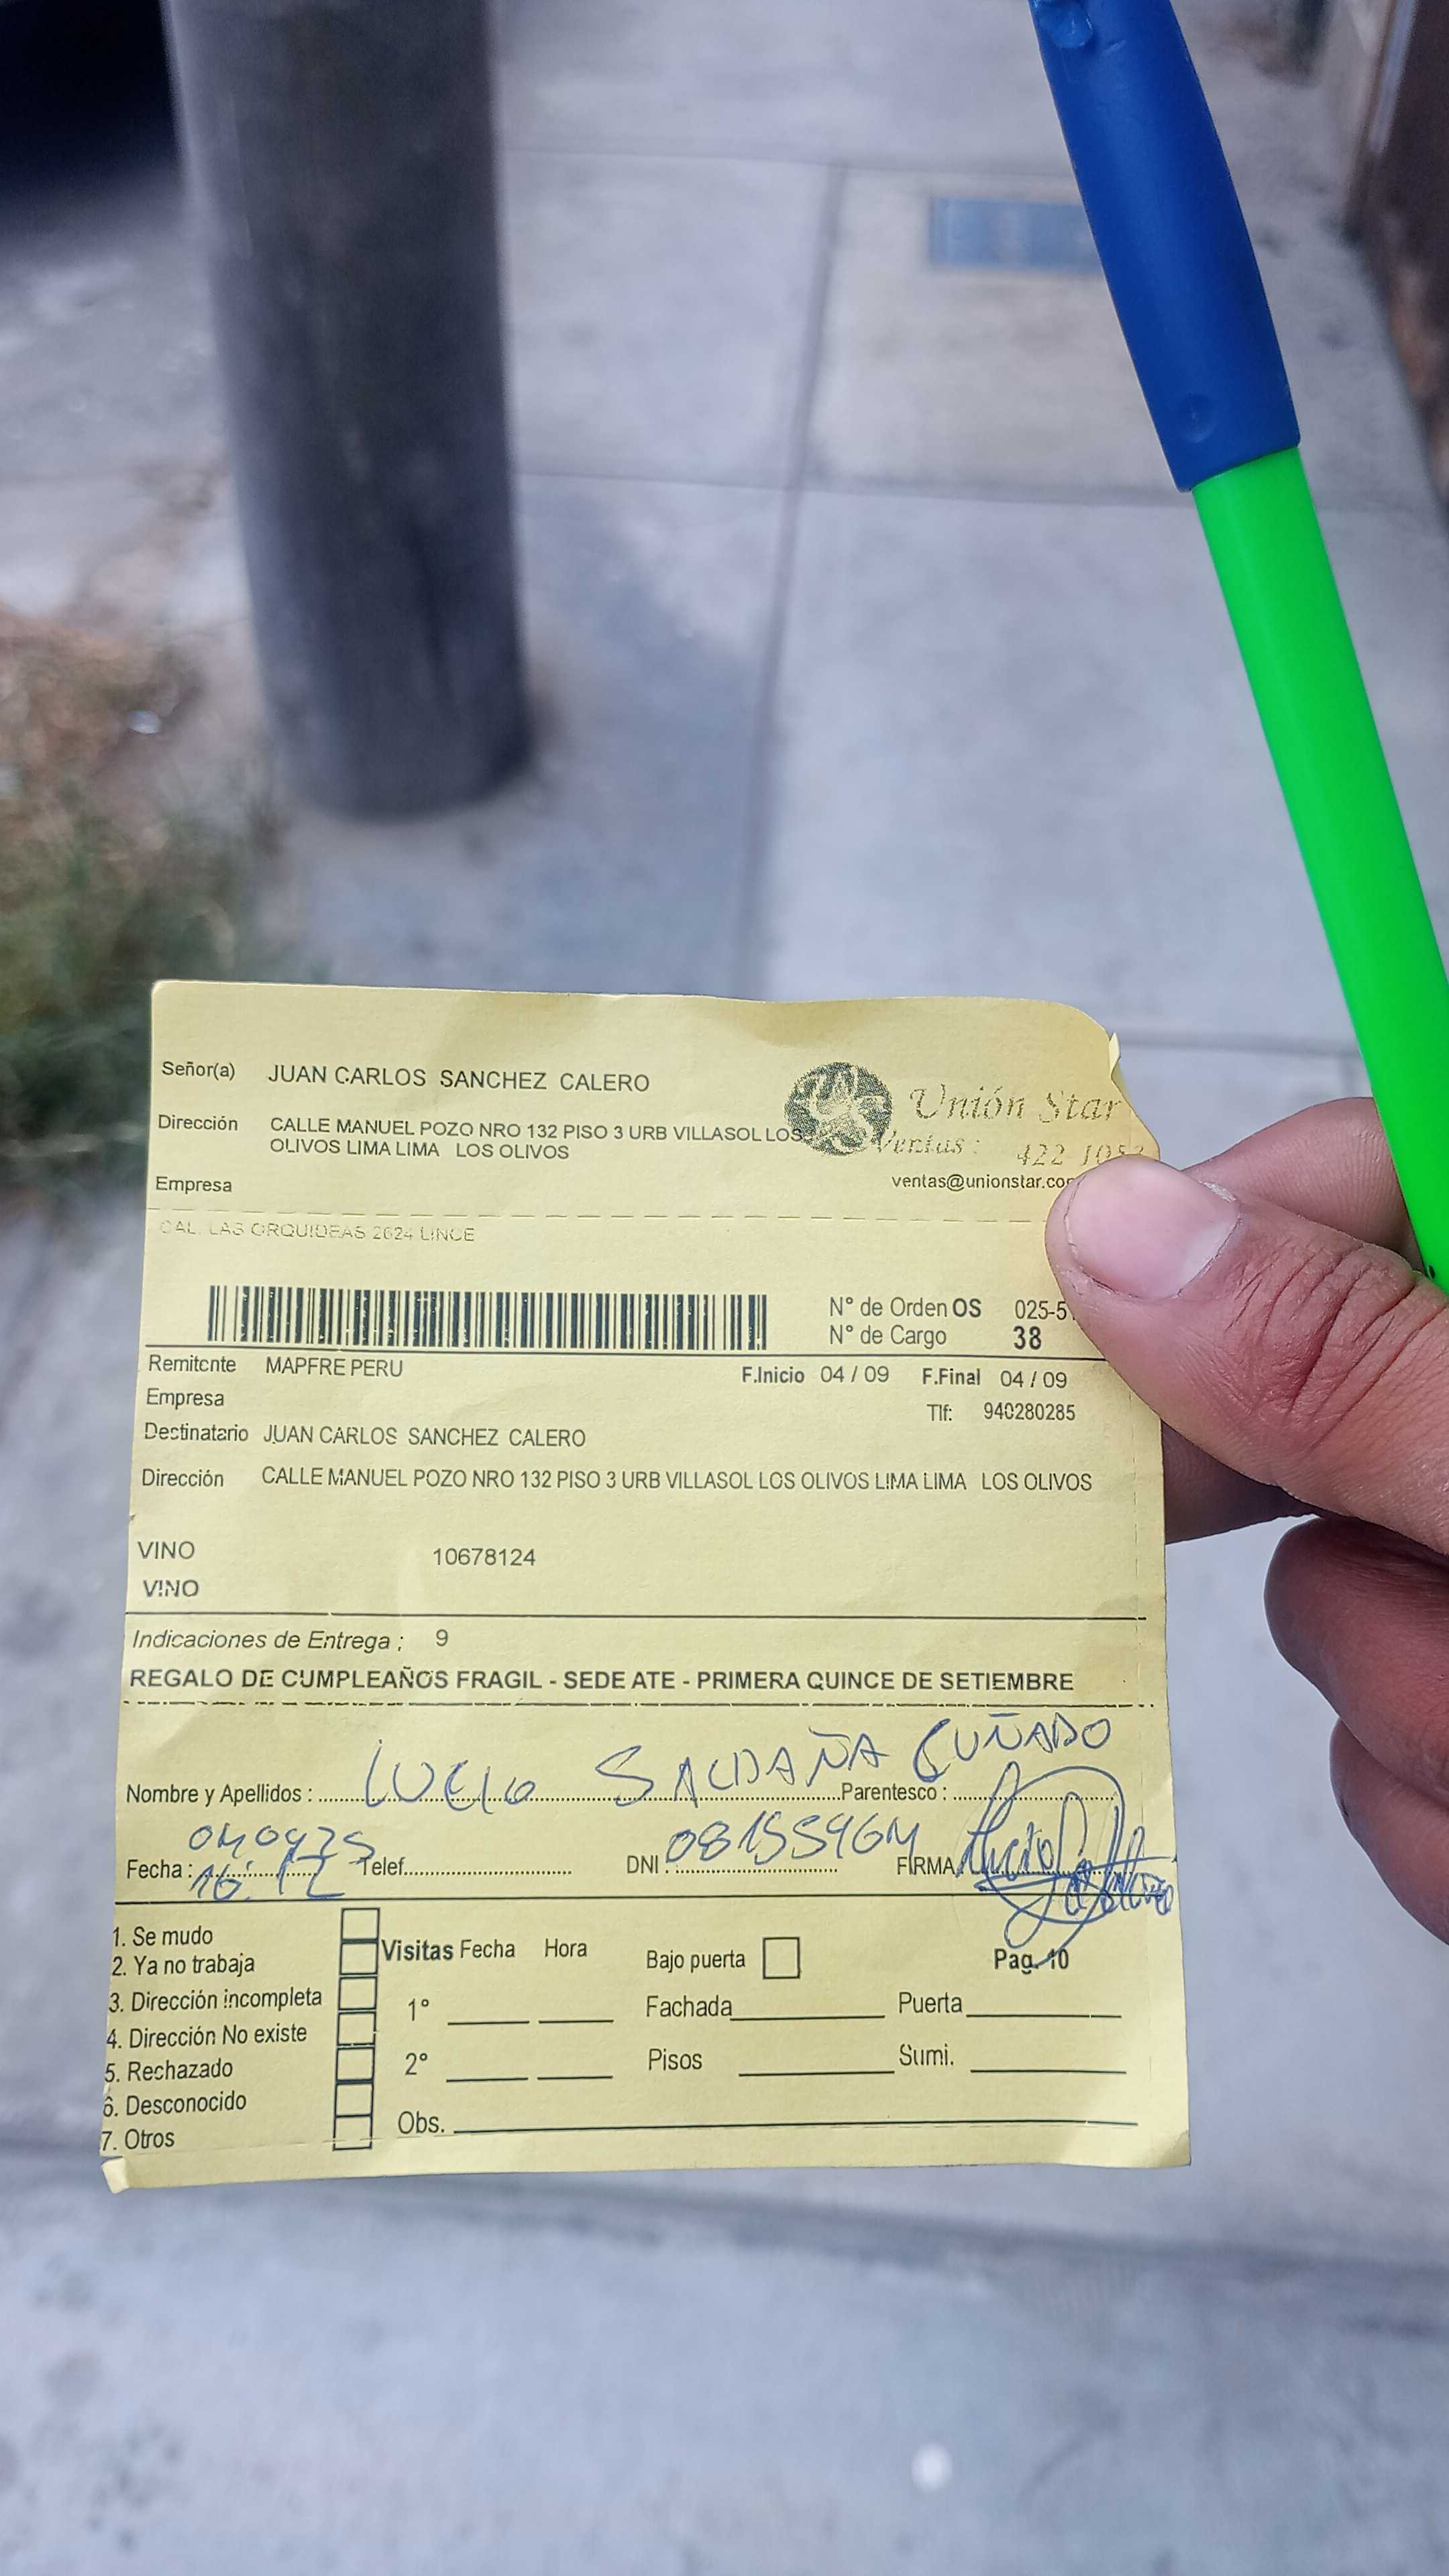 Señor(a) JUAN CARLOS SANCHEZ CALERO
Unión Star
Dirección CALLE MANUEL POZO NRO 132 PISO 3 URB VILLASOL LOS
Ventas: 422 105
OLIVOS LIMA LIMA LOS OLIVOS
Empresa
ventas@unionstar.co
CAL. LAS ORQUIDEAS 2624 LINCE
N° de Orden OS 025-5
N° de Cargo 38
Remitente MAPFRE PERU
F.Inicio 04 / 09 F.Final 04 / 09
Empresa
Tlf: 940280285
Destinatario JUAN CARLOS SANCHEZ CALERO
Dirección CALLE MANUEL POZO NRO 132 PISO 3 URB VILLASOL LOS OLIVOS LIMA LIMA LOS OLIVOS
VINO 10678124
VINO
Indicaciones de Entrega ; 9
REGALO DE CUMPLEAÑOS FRAGIL - SEDE ATE - PRIMERA QUINCE DE SETIEMBRE
Nombre y Apellidos : LUCIO SALDAÑA Parentesco : CUÑADO
040925
Fecha : 16:12 Telef. DNI : 08155964 FIRMA
1. Se mudo
2. Ya no trabaja
3. Dirección incompleta
4. Dirección No existe
5. Rechazado
6. Desconocido
7. Otros
Visitas Fecha Hora
1°
2°
Bajo puerta
Pag. 10
Fachada Puerta
Pisos Sumi.
Obs.